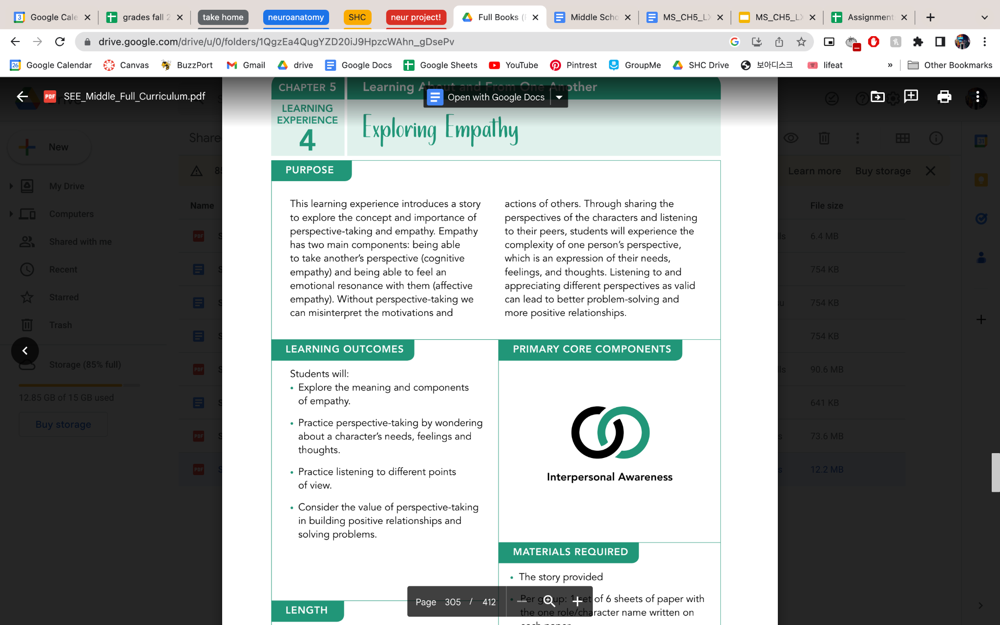 Google Cale
grades fall 2
take home
neuroanatomy
SHC
neur project!
Full Books (
Middle Scho
MS_CH5_L
MS_CH5_L
Assignment
drive.google.com/drive/u/0/folders/1QgzEa4QugYZD20iJ9HpzcWAhn_gDsePv
Google Calendar
Canvas
BuzzPort
Gmail
drive
Google Docs
Google Sheets
YouTube
Pintrest
GroupMe
SHC Drive
보아디스크
lifeat
»
Other Bookmarks
PDF
SEE_Middle_Full_Curriculum.pdf
Open with Google Docs
New
My Drive
Computers
Shared with me
Recent
Starred
Trash
Storage (85% full)
12.85 GB of 15 GB used
Buy storage
Share
Name
Learn more
Buy storage
File size
6.4 MB
754 KB
754 KB
754 KB
90.6 MB
641 KB
73.6 MB
12.2 MB
CHAPTER 5
Learning About and From One Another
LEARNING
EXPERIENCE
4
Exploring Empathy
PURPOSE
This learning experience introduces a story
to explore the concept and importance of
perspective-taking and empathy. Empathy
has two main components: being able
to take another’s perspective (cognitive
empathy) and being able to feel an
emotional resonance with them (affective
empathy). Without perspective-taking we
can misinterpret the motivations and
actions of others. Through sharing the
perspectives of the characters and listening
to their peers, students will experience the
complexity of one person’s perspective,
which is an expression of their needs,
feelings, and thoughts. Listening to and
appreciating different perspectives as valid
can lead to better problem-solving and
more positive relationships.
LEARNING OUTCOMES
Students will:
• Explore the meaning and components
of empathy.
• Practice perspective-taking by wondering
about a character’s needs, feelings and
thoughts.
• Practice listening to different points
of view.
• Consider the value of perspective-taking
in building positive relationships and
solving problems.
PRIMARY CORE COMPONENTS
Interpersonal Awareness
MATERIALS REQUIRED
• The story provided
• Per group: 1 set of 6 sheets of paper with
the one role/character name written on
LENGTH
Page 305 / 412